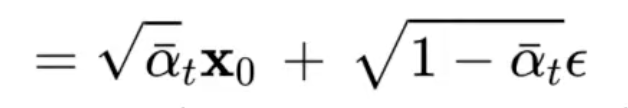 = √ᾱₜ𝐱₀ + √(1 − ᾱₜ)ϵ